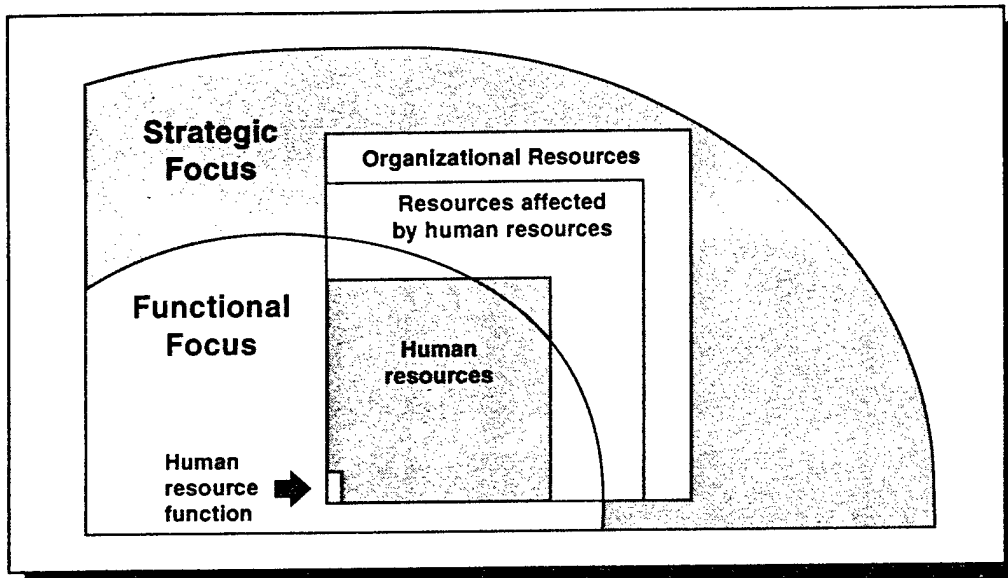 Strategic
Focus
Organizational Resources
Resources affected
by human resources
Functional
Focus
Human
resources
Human
resource
function